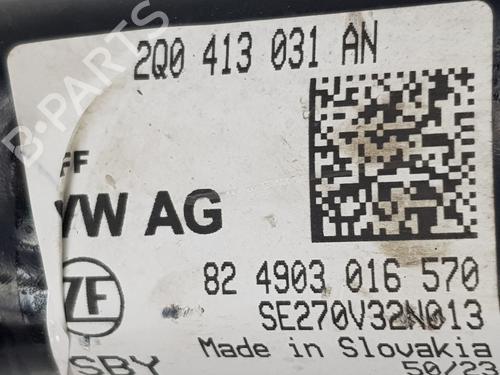 2Q0 413 031 AN
FF
VW AG
82 4903 016 570
ZF
SE270V32N013
SBY
Made in Slovakia
50/23
B-PARTS